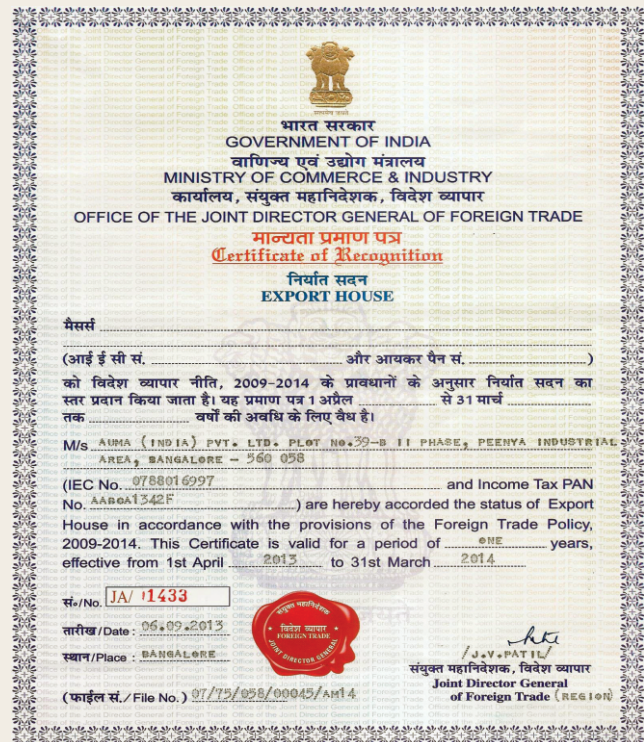 भारत सरकार
GOVERNMENT OF INDIA
वाणिज्य एवं उद्योग मंत्रालय
MINISTRY OF COMMERCE & INDUSTRY
कार्यालय, संयुक्त महानिदेशक, विदेश व्यापार
OFFICE OF THE JOINT DIRECTOR GENERAL OF FOREIGN TRADE
मान्यता प्रमाण पत्र
Certificate of Recognition
निर्यात सदन
EXPORT HOUSE
मैसर्स
(आई ई सी सं. और आयकर पैन सं. )
को विदेश व्यापार नीति, 2009-2014 के प्रावधानों के अनुसार निर्यात सदन का
स्तर प्रदान किया जाता है। यह प्रमाण पत्र 1 अप्रैल से 31 मार्च
तक वर्षों की अवधि के लिए वैध है।
M/s AUMA (INDIA) PVT. LTD. PLOT NO.39-B II PHASE, PEENYA INDUSTRIAL
AREA, BANGALORE - 560 058
(IEC No. 0788016997 and Income Tax PAN
No. AABCA1342F ) are hereby accorded the status of Export
House in accordance with the provisions of the Foreign Trade Policy,
2009-2014. This Certificate is valid for a period of ONE years,
effective from 1st April 2013 to 31st March 2014
सं०/No. JA/ 01433
तारीख/Date : 06.09.2013
स्थान/Place : BANGALORE
(फाईल सं./File No.) 07/75/058/00045/AM14
संयुक्त महानिदेशक
विदेश व्यापार
FOREIGN TRADE
JOINT DIRECTOR GENERAL
/J.V.PATIL/
संयुक्त महानिदेशक, विदेश व्यापार
Joint Director General
of Foreign Trade (REGION)